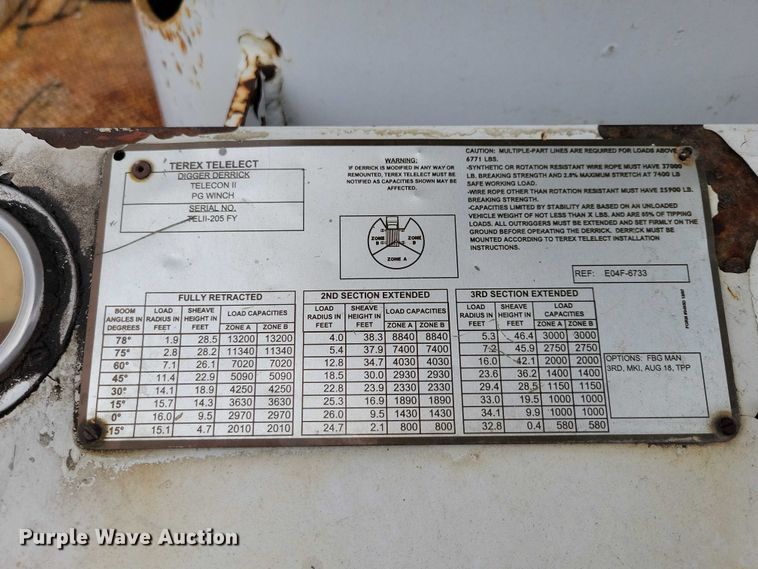 TEREX TELELECT
DIGGER DERRICK
TELECON II
PG WINCH
SERIAL NO.
TELII-205 FY
WARNING:
IF DERRICK IS MODIFIED IN ANY WAY OR
REMOUNTED, TEREX TELELECT MUST BE
NOTIFIED AS CAPACITIES SHOWN MAY BE
AFFECTED.
ZONE B
ZONE B
ZONE A
CAUTION: MULTIPLE-PART LINES ARE REQUIRED FOR LOADS ABOVE
6771 LBS.
-SYNTHETIC OR ROTATION RESISTANT WIRE ROPE MUST HAVE 37000
LB. BREAKING STRENGTH AND 2.8% MAXIMUM STRETCH AT 7400 LB
SAFE WORKING LOAD.
-WIRE ROPE OTHER THAN ROTATION RESISTANT MUST HAVE 25900 LB.
BREAKING STRENGTH.
-CAPACITIES LIMITED BY STABILITY ARE BASED ON AN UNLOADED
VEHICLE WEIGHT OF NOT LESS THAN X LBS. AND ARE 85% OF TIPPING
LOADS. ALL OUTRIGGERS MUST BE EXTENDED AND SET FIRMLY ON THE
GROUND BEFORE OPERATING THE DERRICK. DERRICK MUST BE
MOUNTED ACCORDING TO TEREX TELELECT INSTALLATION
INSTRUCTIONS.
REF: E04F-6733
FULLY RETRACTED 2ND SECTION EXTENDED 3RD SECTION EXTENDED
BOOM ANGLES IN DEGREES LOAD RADIUS IN FEET SHEAVE HEIGHT IN FEET LOAD CAPACITIES ZONE A ZONE B LOAD RADIUS IN FEET SHEAVE HEIGHT IN FEET LOAD CAPACITIES ZONE A ZONE B LOAD RADIUS IN FEET SHEAVE HEIGHT IN FEET LOAD CAPACITIES ZONE A ZONE B
78° 1.9 28.5 13200 13200 4.0 38.3 8840 8840 5.3 46.4 3000 3000
75° 2.8 28.2 11340 11340 5.4 37.9 7400 7400 7.2 45.9 2750 2750
60° 7.1 26.1 7020 7020 12.8 34.7 4030 4030 16.0 42.1 2000 2000
45° 11.4 22.9 5090 5090 18.5 30.0 2930 2930 23.6 36.2 1400 1400
30° 14.1 18.9 4250 4250 22.8 23.9 2330 2330 29.4 28.5 1150 1150
15° 15.7 14.3 3630 3630 25.3 16.9 1890 1890 33.0 19.5 1000 1000
0° 16.0 9.5 2970 2970 26.0 9.5 1430 1430 34.1 9.9 1000 1000
15° 15.1 4.7 2010 2010 24.7 2.1 800 800 32.8 0.4 580 580
OPTIONS: FBG MAN
3RD, MKI, AUG 18, TPP
Purple Wave Auction
Purple Wave Auction